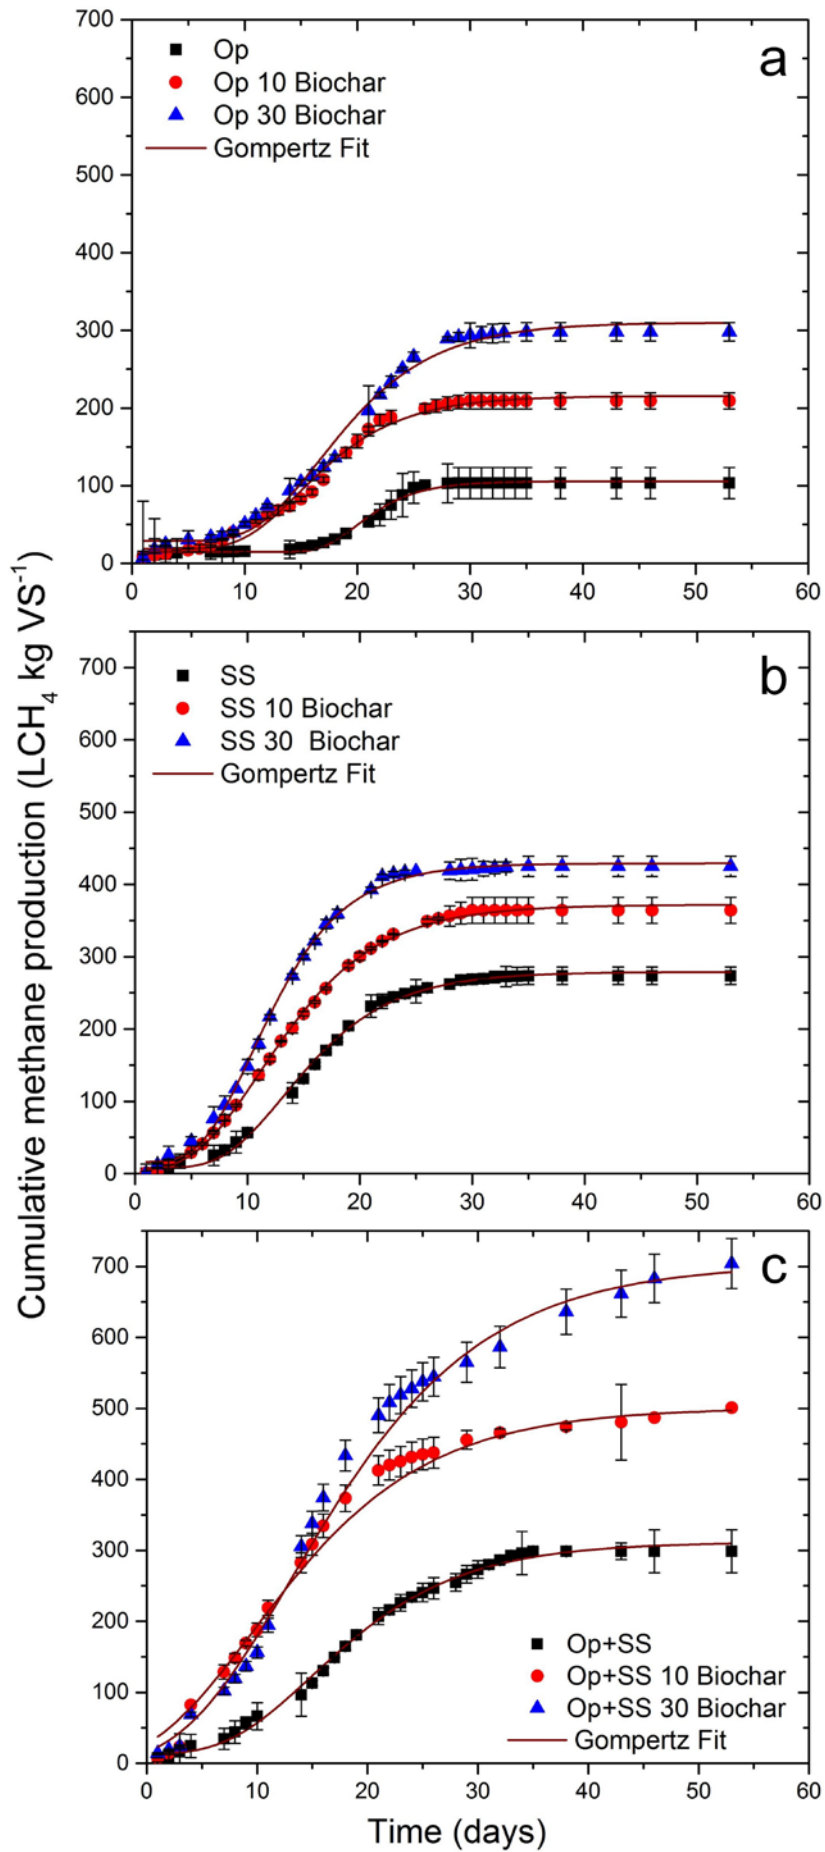 Cumulative methane production (LCH4 kg VS-1)
a
Op
Op 10 Biochar
Op 30 Biochar
Gompertz Fit
700
600
500
400
300
200
100
0
0 10 20 30 40 50 60
b
SS
SS 10 Biochar
SS 30 Biochar
Gompertz Fit
700
600
500
400
300
200
100
0
0 10 20 30 40 50 60
c
700
600
500
400
300
200
100
0
Op+SS
Op+SS 10 Biochar
Op+SS 30 Biochar
Gompertz Fit
0 10 20 30 40 50 60
Time (days)